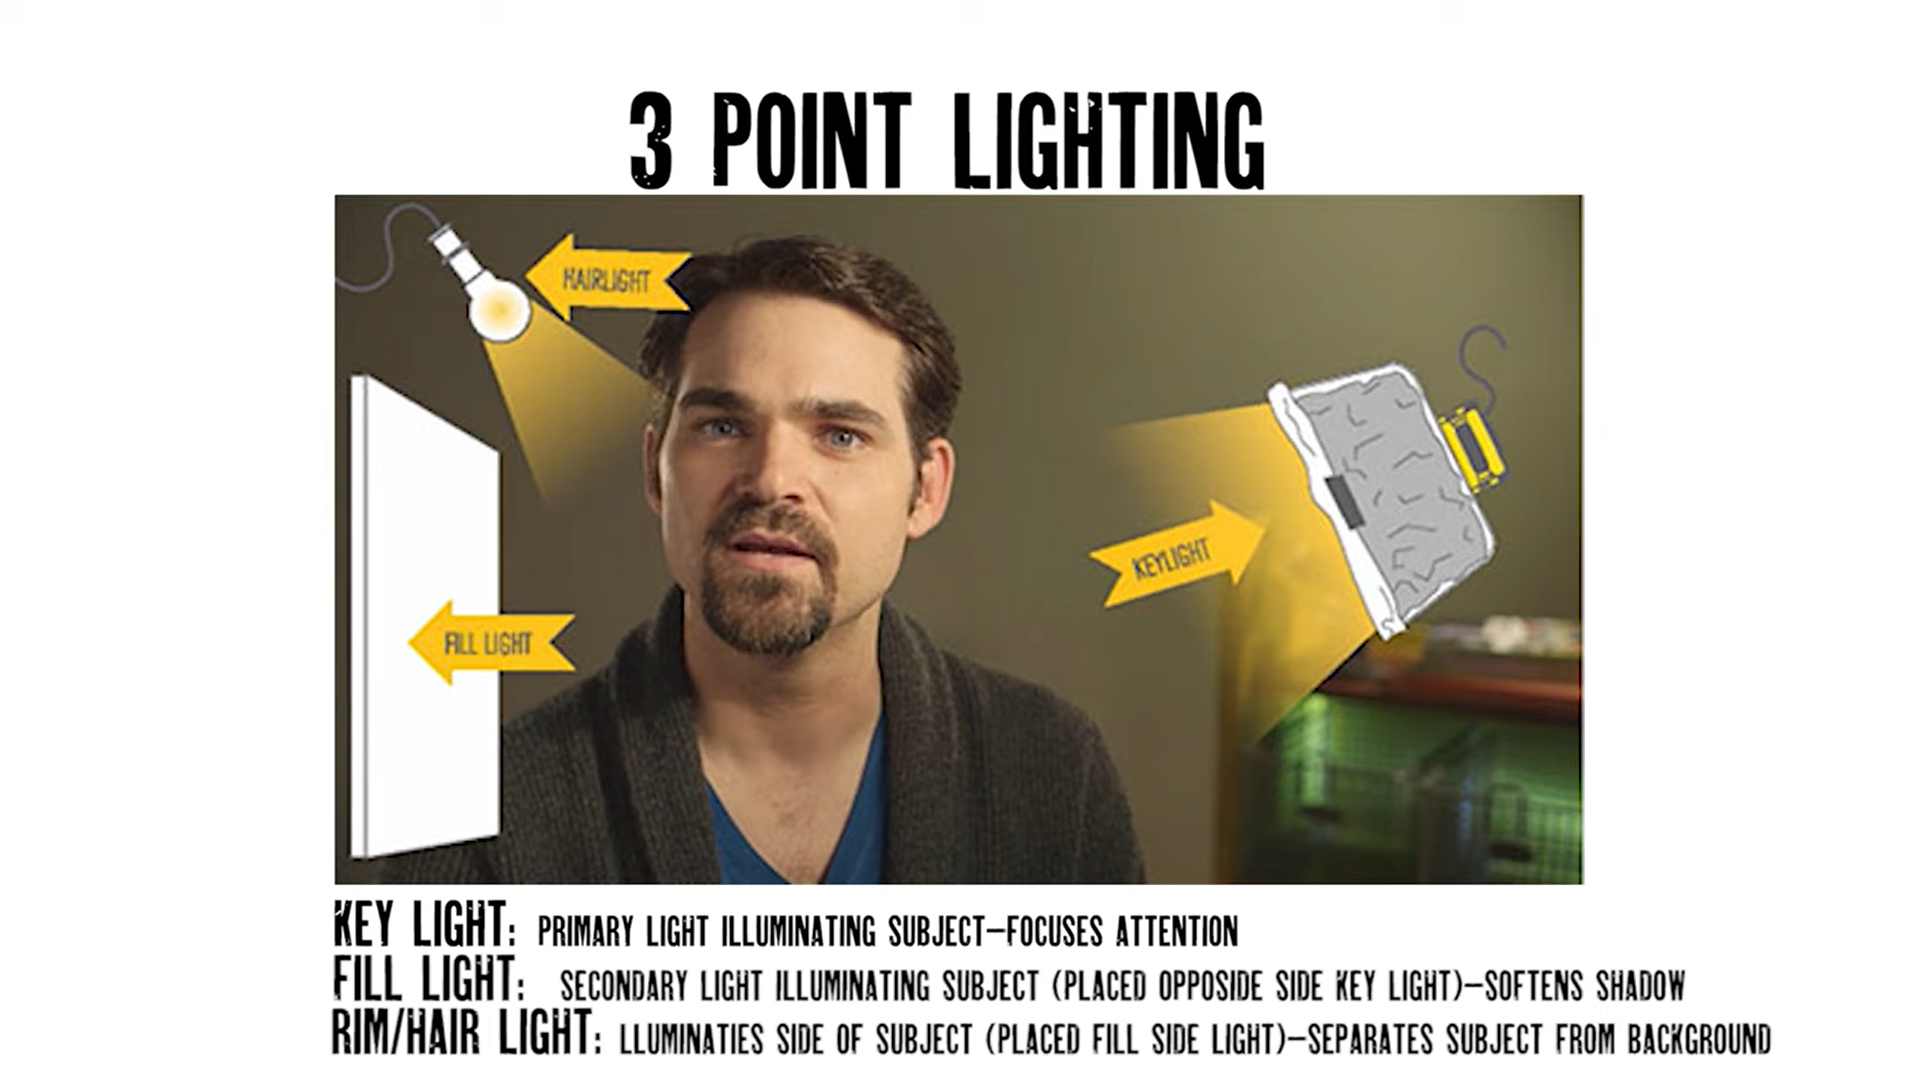 3 POINT LIGHTING
HAIRLIGHT
KEYLIGHT
FILL LIGHT
KEY LIGHT: PRIMARY LIGHT ILLUMINATING SUBJECT–FOCUSES ATTENTION
FILL LIGHT: SECONDARY LIGHT ILLUMINATING SUBJECT (PLACED OPPOSIDE SIDE KEY LIGHT)–SOFTENS SHADOW
RIM/HAIR LIGHT: LLUMINATIES SIDE OF SUBJECT (PLACED FILL SIDE LIGHT)–SEPARATES SUBJECT FROM BACKGROUND